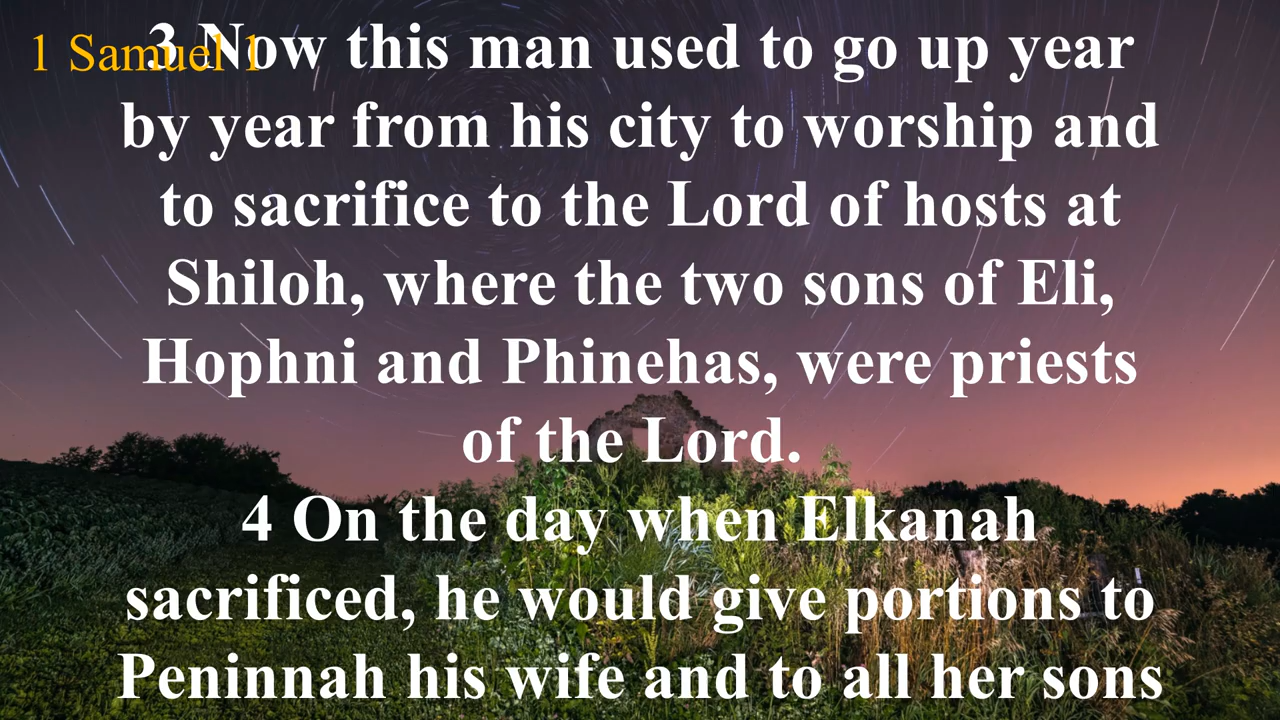 1 Samuel 1
3 Now this man used to go up year
by year from his city to worship and
to sacrifice to the Lord of hosts at
Shiloh, where the two sons of Eli,
Hophni and Phinehas, were priests
of the Lord.
4 On the day when Elkanah
sacrificed, he would give portions to
Peninnah his wife and to all her sons